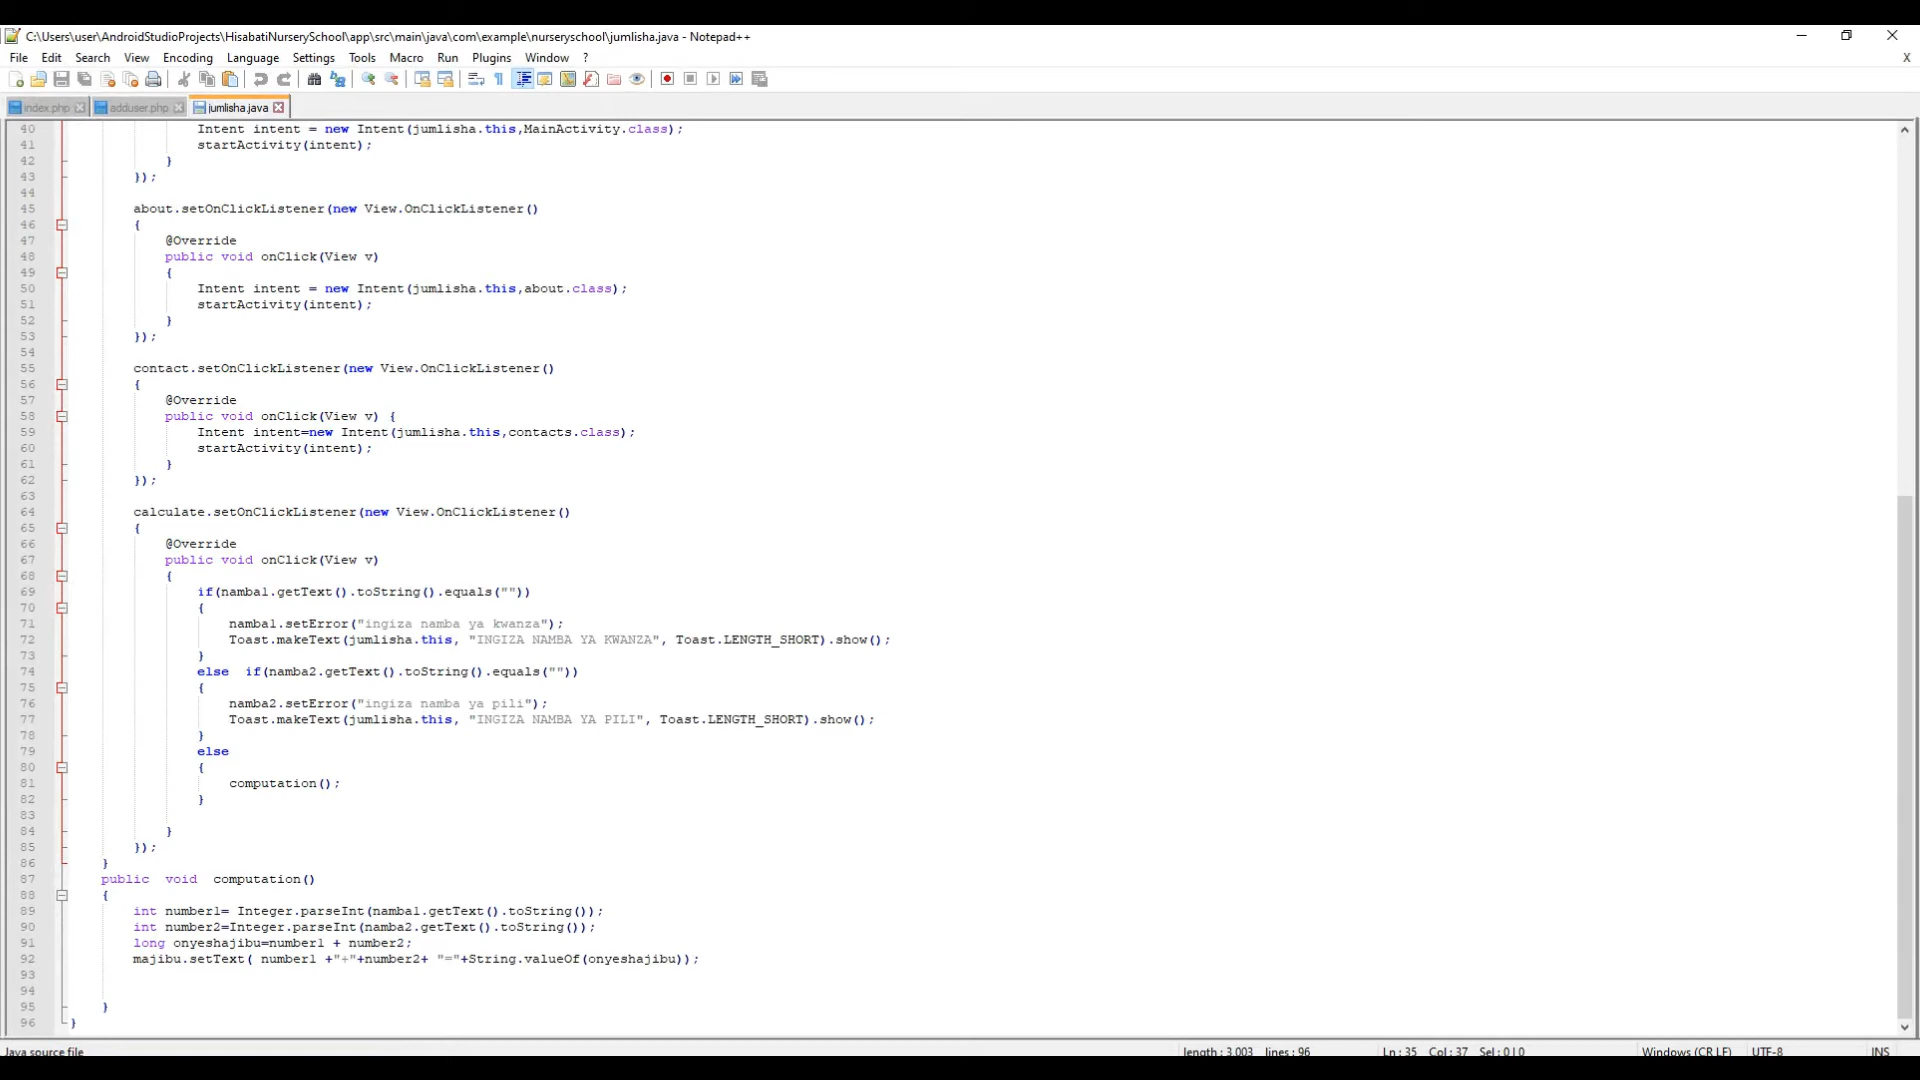 C:\Users\user\AndroidStudioProjects\HisabatiNurserySchool\app\src\main\java\com\example\nurseryschool\jumlisha.java - Notepad++
File Edit Search View Encoding Language Settings Tools Macro Run Plugins Window ? X
index.php adduser.php jumlisha.java
40 Intent intent = new Intent(jumlisha.this,MainActivity.class);
41 startActivity(intent);
42 }
43 });
44
45 about.setOnClickListener(new View.OnClickListener()
46 {
47 @Override
48 public void onClick(View v)
49 {
50 Intent intent = new Intent(jumlisha.this,about.class);
51 startActivity(intent);
52 }
53 });
54
55 contact.setOnClickListener(new View.OnClickListener()
56 {
57 @Override
58 public void onClick(View v) {
59 Intent intent=new Intent(jumlisha.this,contacts.class);
60 startActivity(intent);
61 }
62 });
63
64 calculate.setOnClickListener(new View.OnClickListener()
65 {
66 @Override
67 public void onClick(View v)
68 {
69 if(namba1.getText().toString().equals(""))
70 {
71 namba1.setError("ingiza namba ya kwanza");
72 Toast.makeText(jumlisha.this, "INGIZA NAMBA YA KWANZA", Toast.LENGTH_SHORT).show();
73 }
74 else if(namba2.getText().toString().equals(""))
75 {
76 namba2.setError("ingiza namba ya pili");
77 Toast.makeText(jumlisha.this, "INGIZA NAMBA YA PILI", Toast.LENGTH_SHORT).show();
78 }
79 else
80 {
81 computation();
82 }
83
84 }
85 });
86 }
87 public void computation()
88 {
89 int number1= Integer.parseInt(namba1.getText().toString());
90 int number2=Integer.parseInt(namba2.getText().toString());
91 long onyeshajibu=number1 + number2;
92 majibu.setText( number1 +"+"+number2+ "="+String.valueOf(onyeshajibu));
93
94
95 }
96 }
Java source file length : 3,003 lines : 96 Ln : 35 Col : 37 Sel : 0 | 0 Windows (CR LF) UTF-8 INS